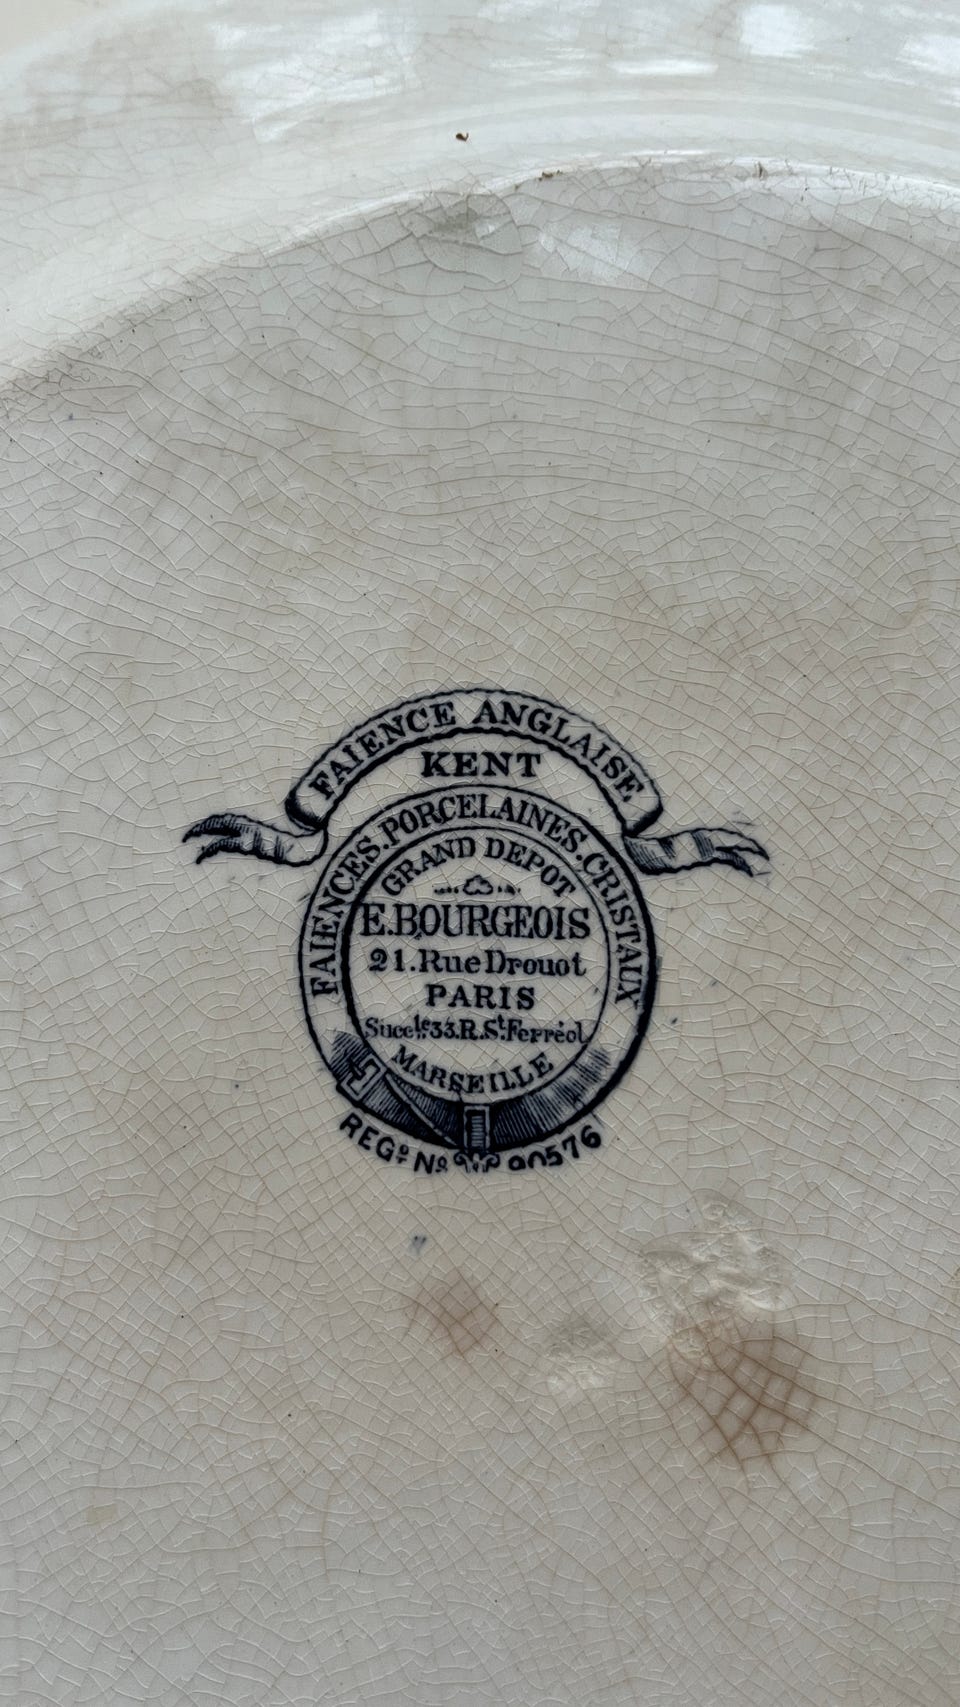 FAIENCE ANGLAISE
KENT
FAIENCES.PORCELAINES.CRISTAUX
GRAND DEPOT
E.BOURGEOIS
21.Rue Drouot
PARIS
Succle.33.R.St.Ferréol
MARSEILLE
REGD. No 90576